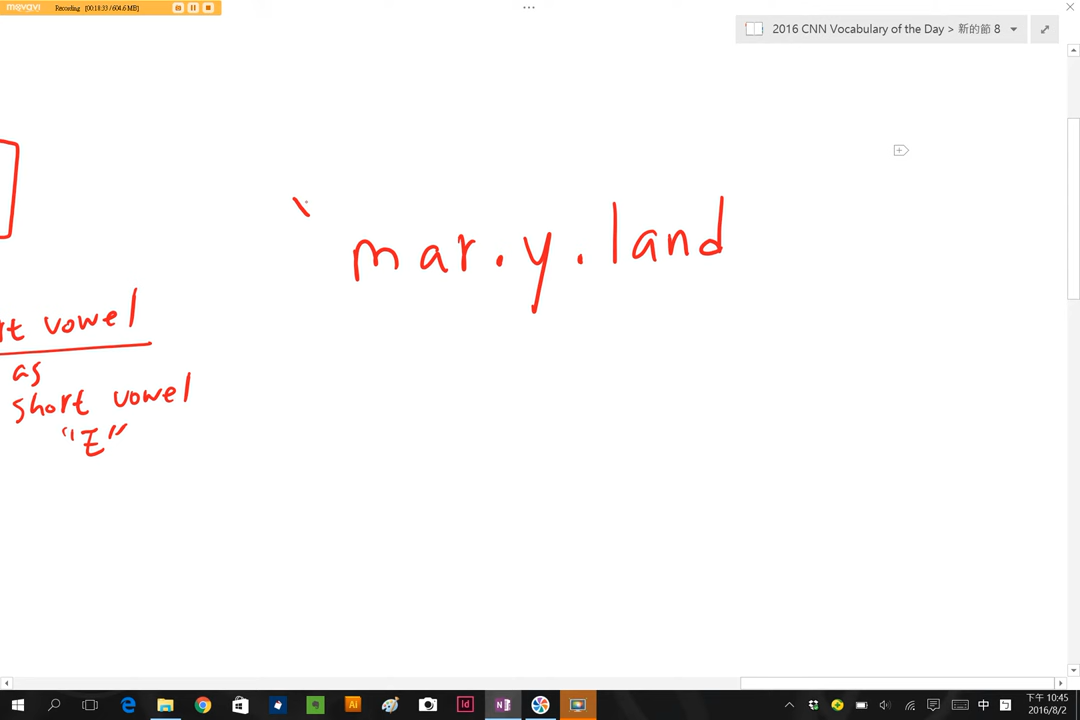 movavi Recording [00:18:33 / 604.6 MB]
2016 CNN Vocabulary of the Day > 新的節 8
mar.y.land
vowel
as
short vowel
中
下午 10:45
2016/8/2